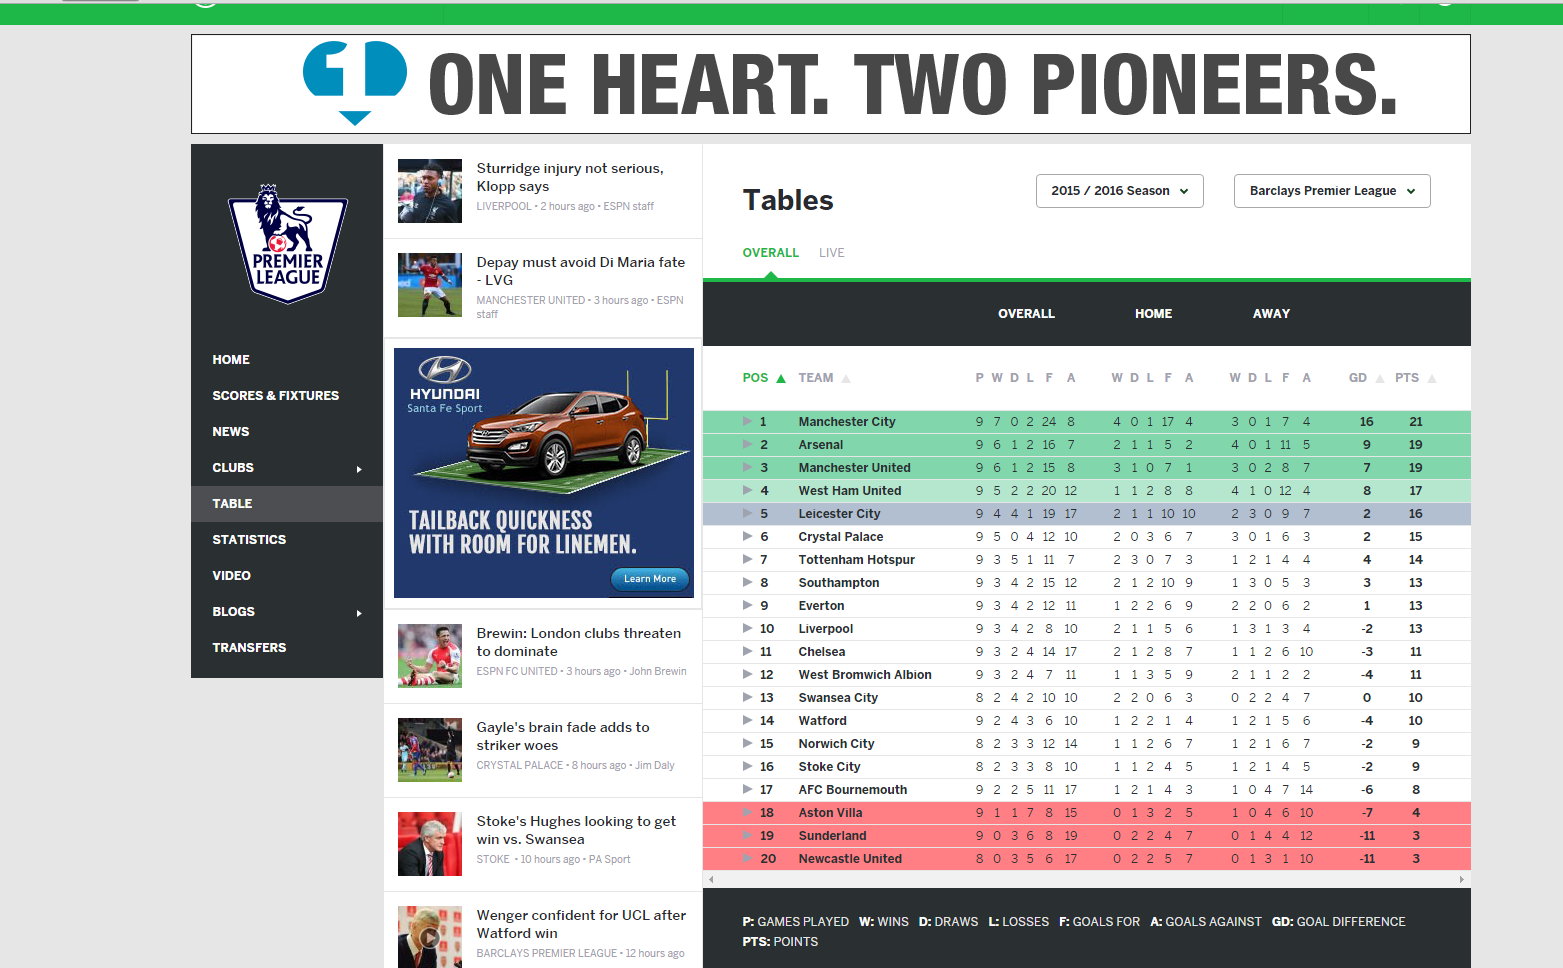 1 ONE HEART. TWO PIONEERS.
PREMIER
LEAGUE
HOME
SCORES & FIXTURES
NEWS
CLUBS
TABLE
STATISTICS
VIDEO
BLOGS
TRANSFERS
Sturridge injury not serious,
Klopp says
LIVERPOOL • 2 hours ago • ESPN staff
Depay must avoid Di Maria fate
- LVG
MANCHESTER UNITED • 3 hours ago • ESPN
staff
HYUNDAI
Santa Fe Sport
TAILBACK QUICKNESS
WITH ROOM FOR LINEMEN.
Learn More
Brewin: London clubs threaten
to dominate
ESPN FC UNITED • 3 hours ago • John Brewin
Gayle's brain fade adds to
striker woes
CRYSTAL PALACE • 8 hours ago • Jim Daly
Stoke's Hughes looking to get
win vs. Swansea
STOKE • 10 hours ago • PA Sport
Wenger confident for UCL after
Watford win
BARCLAYS PREMIER LEAGUE • 12 hours ago
Tables
2015 / 2016 Season
Barclays Premier League
OVERALL LIVE
OVERALL HOME AWAY
POS TEAM P W D L F A W D L F A W D L F A GD PTS
1 Manchester City 9 7 0 2 24 8 4 0 1 17 4 3 0 1 7 4 16 21
2 Arsenal 9 6 1 2 16 7 2 1 1 5 2 4 0 1 11 5 9 19
3 Manchester United 9 6 1 2 15 8 3 1 0 7 1 3 0 2 8 7 7 19
4 West Ham United 9 5 2 2 20 12 1 1 2 8 8 4 1 0 12 4 8 17
5 Leicester City 9 4 4 1 19 17 2 1 1 10 10 2 3 0 9 7 2 16
6 Crystal Palace 9 5 0 4 12 10 2 0 3 6 7 3 0 1 6 3 2 15
7 Tottenham Hotspur 9 3 5 1 11 7 2 3 0 7 3 1 2 1 4 4 4 14
8 Southampton 9 3 4 2 15 12 2 1 2 10 9 1 3 0 5 3 3 13
9 Everton 9 3 4 2 12 11 1 2 2 6 9 2 2 0 6 2 1 13
10 Liverpool 9 3 4 2 8 10 2 1 1 5 6 1 3 1 3 4 -2 13
11 Chelsea 9 3 2 4 14 17 2 1 2 8 7 1 1 2 6 10 -3 11
12 West Bromwich Albion 9 3 2 4 7 11 1 1 3 5 9 2 1 1 2 2 -4 11
13 Swansea City 8 2 4 2 10 10 2 2 0 6 3 0 2 2 4 7 0 10
14 Watford 9 2 4 3 6 10 1 2 2 1 4 1 2 1 5 6 -4 10
15 Norwich City 8 2 3 3 12 14 1 1 2 6 7 1 2 1 6 7 -2 9
16 Stoke City 8 2 3 3 8 10 1 1 2 4 5 1 2 1 4 5 -2 9
17 AFC Bournemouth 9 2 2 5 11 17 1 2 1 4 3 1 0 4 7 14 -6 8
18 Aston Villa 9 1 1 7 8 15 0 1 3 2 5 1 0 4 6 10 -7 4
19 Sunderland 9 0 3 6 8 19 0 2 2 4 7 0 1 4 4 12 -11 3
20 Newcastle United 8 0 3 5 6 17 0 2 2 5 7 0 1 3 1 10 -11 3
P: GAMES PLAYED W: WINS D: DRAWS L: LOSSES F: GOALS FOR A: GOALS AGAINST GD: GOAL DIFFERENCE
PTS: POINTS